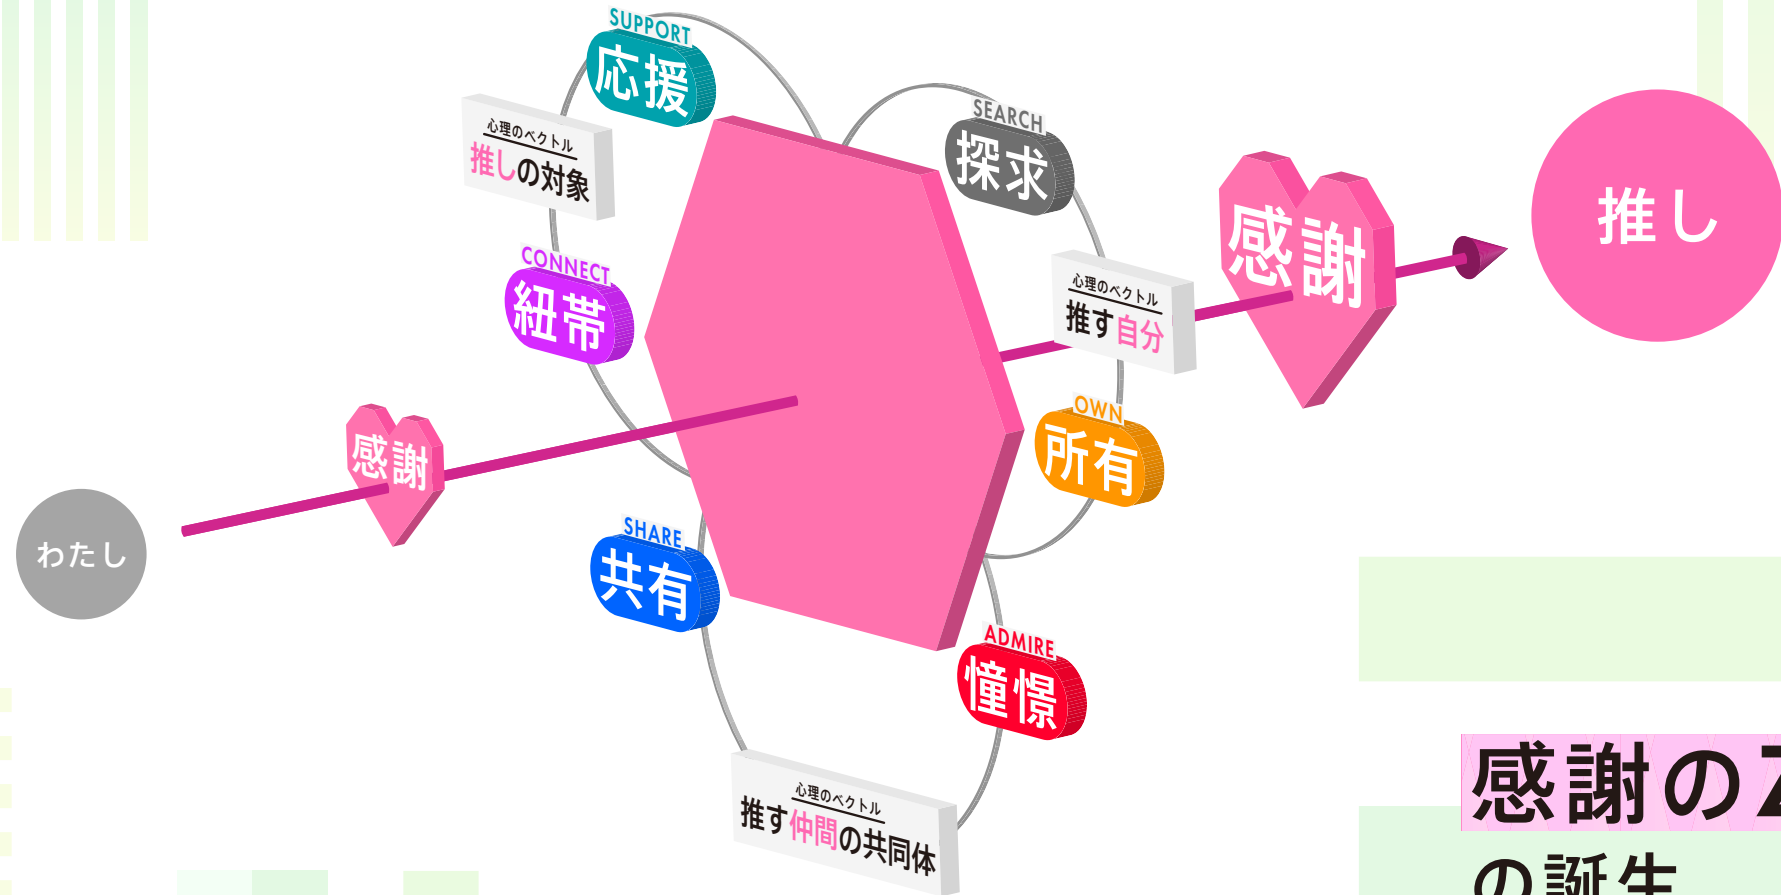 SUPPORT
応援
心理のベクトル
推しの対象
CONNECT
紐帯
SEARCH
探求
心理のベクトル
推す自分
OWN
所有
感謝
推し
感謝
わたし
SHARE
共有
ADMIRE
憧憬
心理のベクトル
推す仲間の共同体
感謝の
の誕生